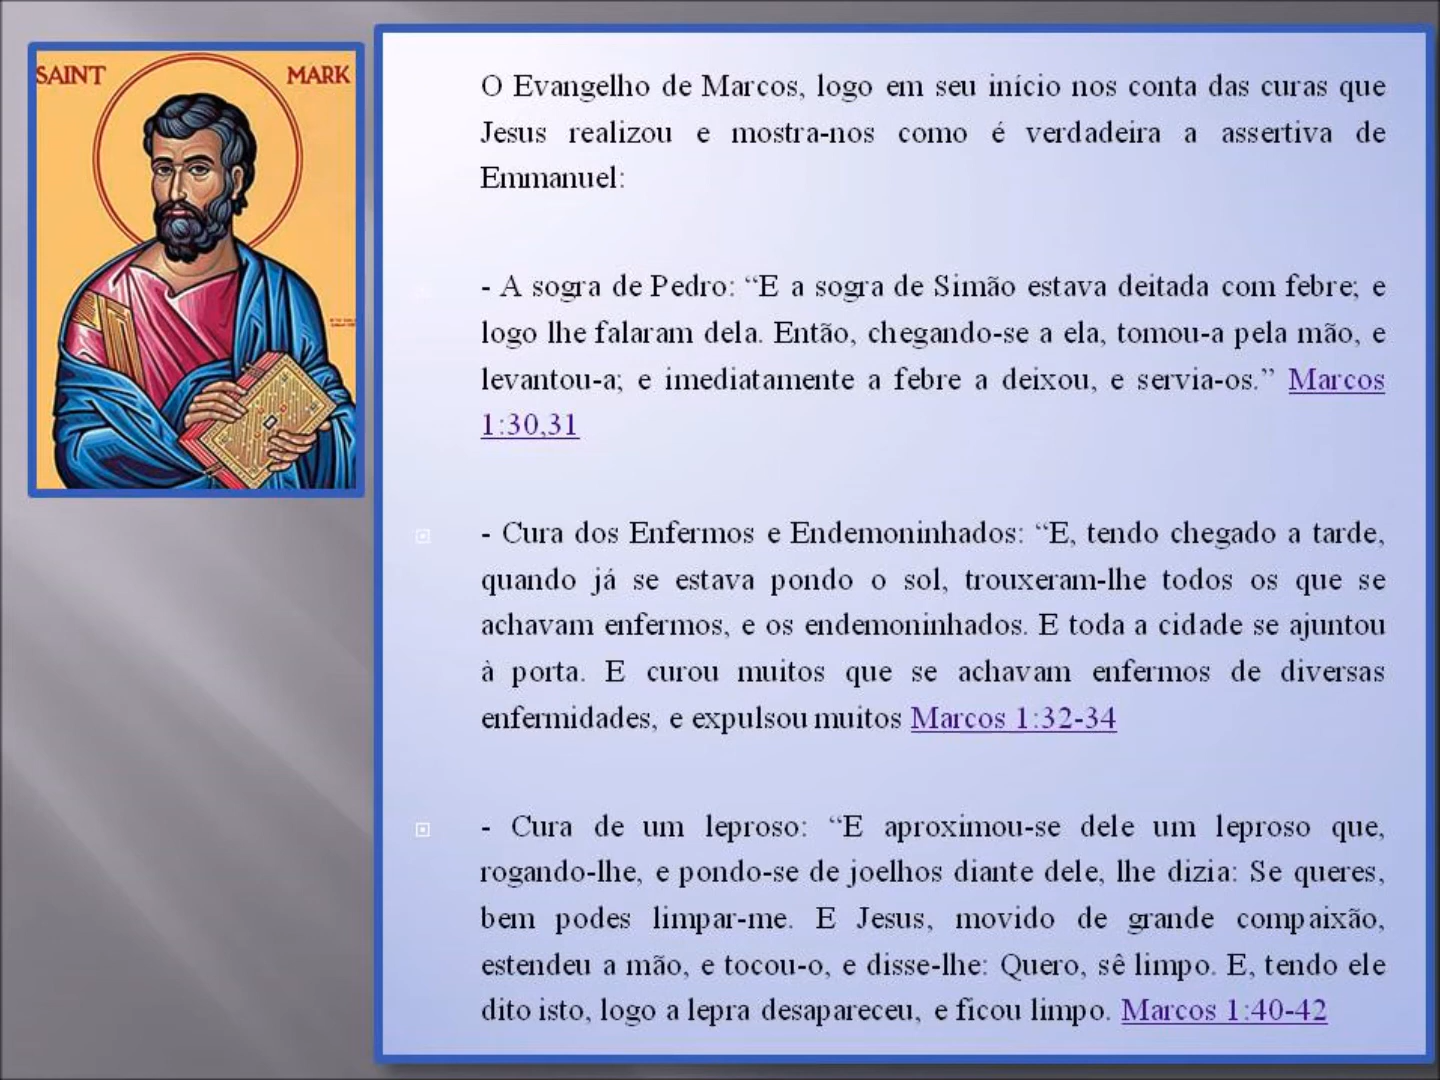 SAINT MARK
O Evangelho de Marcos, logo em seu início nos conta das curas que
Jesus realizou e mostra-nos como é verdadeira a assertiva de
Emmanuel:
- A sogra de Pedro: “E a sogra de Simão estava deitada com febre; e
logo lhe falaram dela. Então, chegando-se a ela, tomou-a pela mão, e
levantou-a; e imediatamente a febre a deixou, e servia-os.” Marcos
1:30,31
- Cura dos Enfermos e Endemoninhados: “E, tendo chegado a tarde,
quando já se estava pondo o sol, trouxeram-lhe todos os que se
achavam enfermos, e os endemoninhados. E toda a cidade se ajuntou
à porta. E curou muitos que se achavam enfermos de diversas
enfermidades, e expulsou muitos Marcos 1:32-34
- Cura de um leproso: “E aproximou-se dele um leproso que,
rogando-lhe, e pondo-se de joelhos diante dele, lhe dizia: Se queres,
bem podes limpar-me. E Jesus, movido de grande compaixão,
estendeu a mão, e tocou-o, e disse-lhe: Quero, sê limpo. E, tendo ele
dito isto, logo a lepra desapareceu, e ficou limpo. Marcos 1:40-42